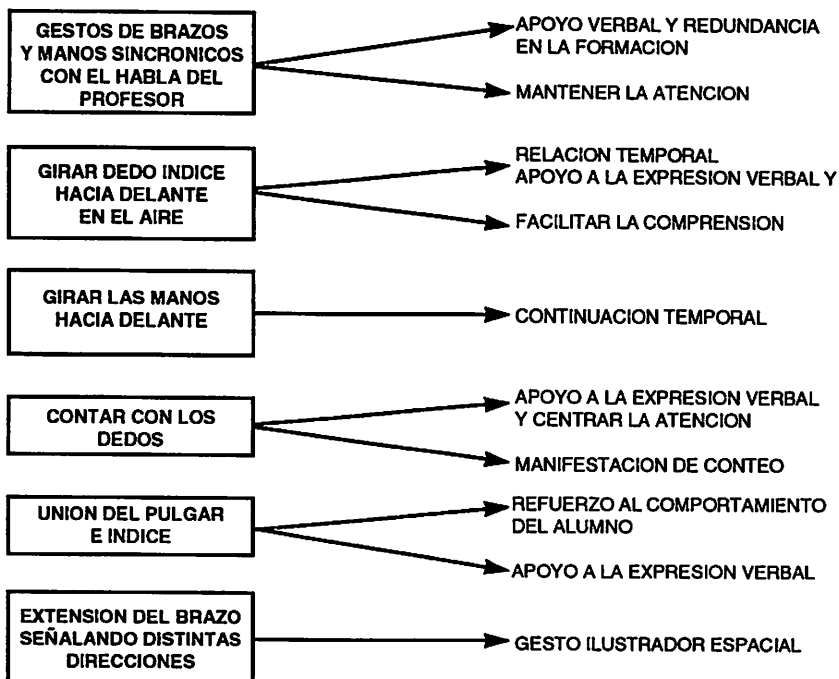 GESTOS DE BRAZOS
Y MANOS SINCRONICOS
CON EL HABLA DEL
PROFESOR
APOYO VERBAL Y REDUNDANCIA
EN LA FORMACION
MANTENER LA ATENCION
GIRAR DEDO INDICE
HACIA DELANTE
EN EL AIRE
RELACION TEMPORAL
APOYO A LA EXPRESION VERBAL Y
FACILITAR LA COMPRENSION
GIRAR LAS MANOS
HACIA DELANTE
CONTINUACION TEMPORAL
CONTAR CON LOS
DEDOS
APOYO A LA EXPRESION VERBAL
Y CENTRAR LA ATENCION
MANIFESTACION DE CONTEO
UNION DEL PULGAR
E INDICE
REFUERZO AL COMPORTAMIENTO
DEL ALUMNO
APOYO A LA EXPRESION VERBAL
EXTENSION DEL BRAZO
SEÑALANDO DISTINTAS
DIRECCIONES
GESTO ILUSTRADOR ESPACIAL